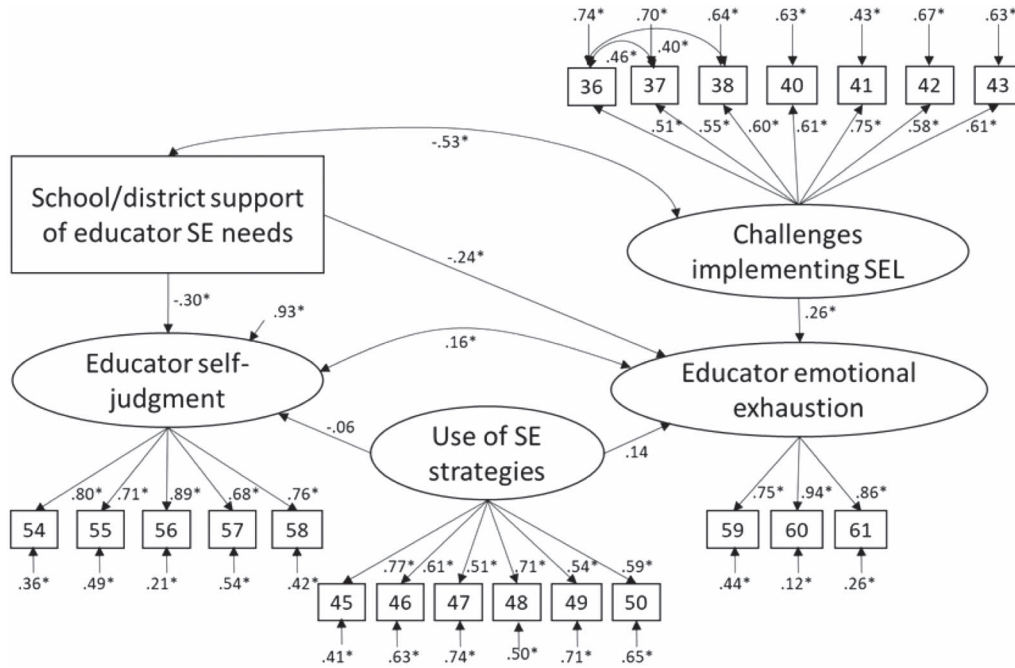 .74* .70* .64* .63* .43* .67* .63*
.46* .40*
36 37 38 40 41 42 43
.51* .55* .60* .61* .75* .58* .61*
-.53*
School/district support
of educator SE needs
Challenges
implementing SEL
-.24*
-.30* .93* .26*
.16*
Educator self-
judgment
Educator emotional
exhaustion
-.06
Use of SE
strategies
.14
.80* .71* .89* .68* .76*
54 55 56 57 58
.36* .49* .21* .54* .42*
.75* .94* .86*
59 60 61
.44* .12* .26*
.77* .61* .51* .71* .54* .59*
45 46 47 48 49 50
.41* .63* .74* .50* .71* .65*